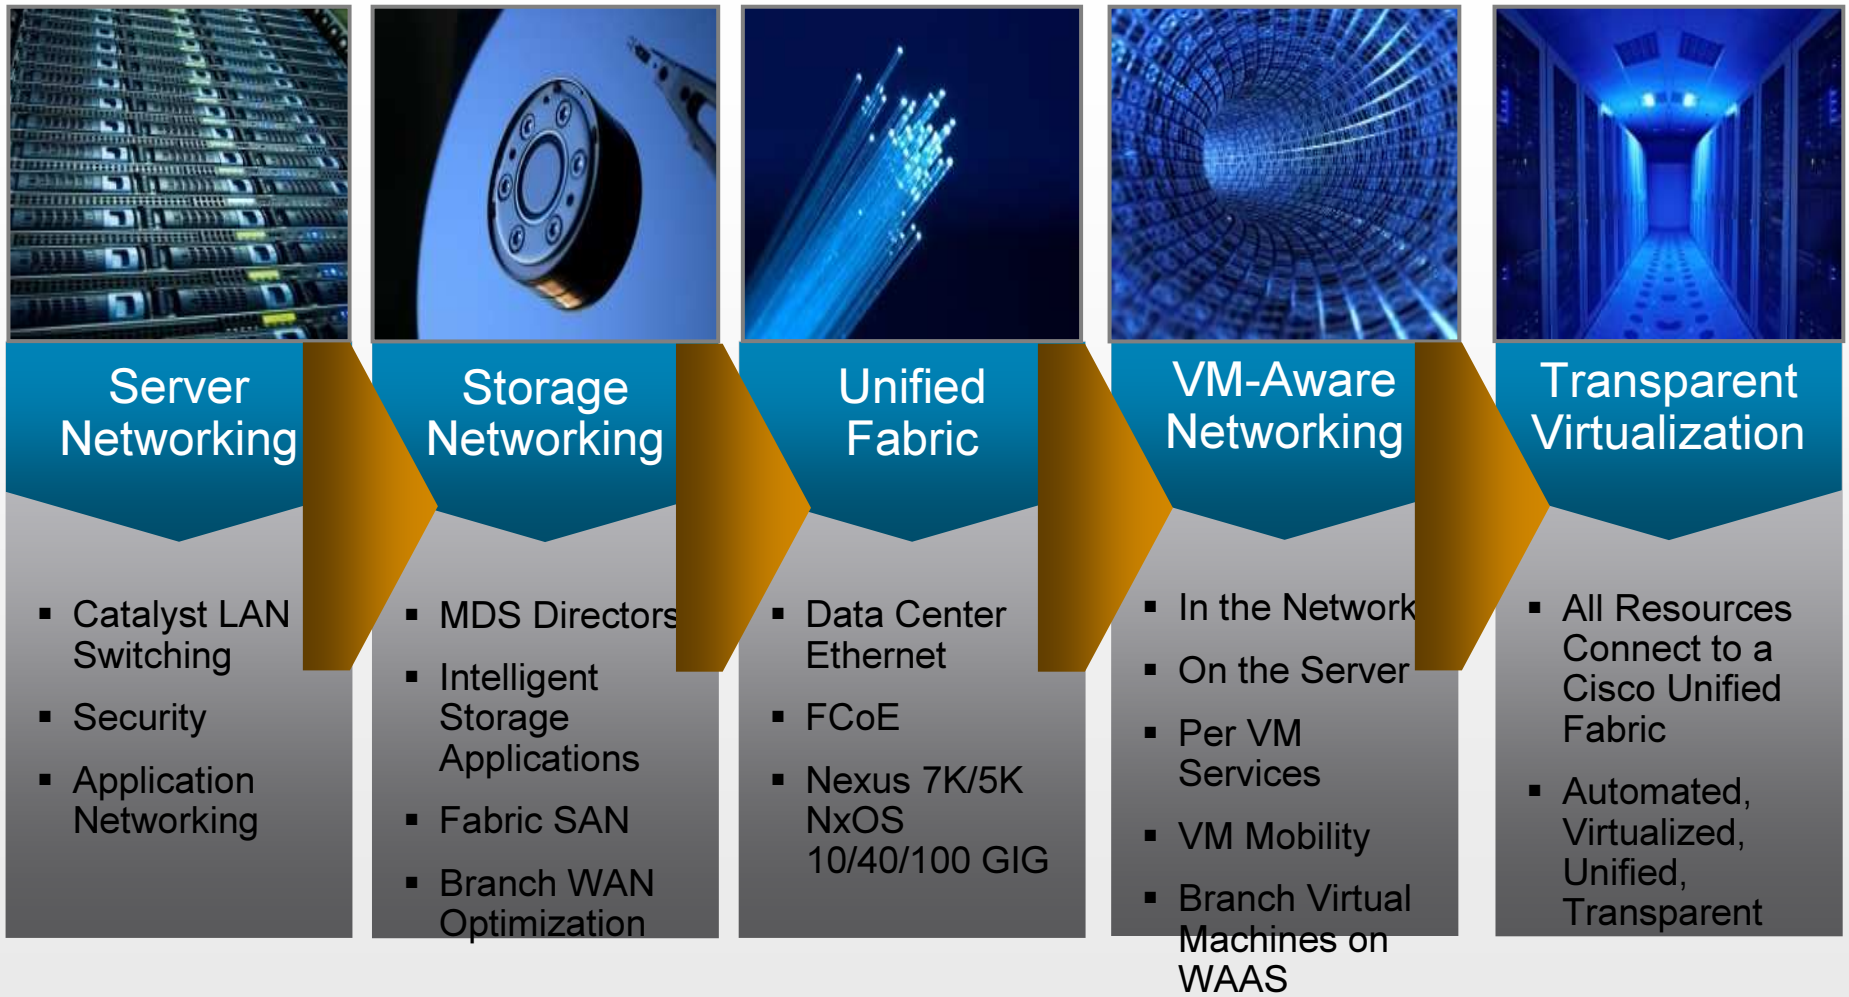 Server
Networking
▪ Catalyst LAN
Switching
▪ Security
▪ Application
Networking
Storage
Networking
▪ MDS Directors
▪ Intelligent
Storage
Applications
▪ Fabric SAN
▪ Branch WAN
Optimization
Unified
Fabric
▪ Data Center
Ethernet
▪ FCoE
▪ Nexus 7K/5K
NxOS
10/40/100 GIG
VM-Aware
Networking
▪ In the Network
▪ On the Server
▪ Per VM
Services
▪ VM Mobility
▪ Branch Virtual
Machines on
WAAS
Transparent
Virtualization
▪ All Resources
Connect to a
Cisco Unified
Fabric
▪ Automated,
Virtualized,
Unified,
Transparent